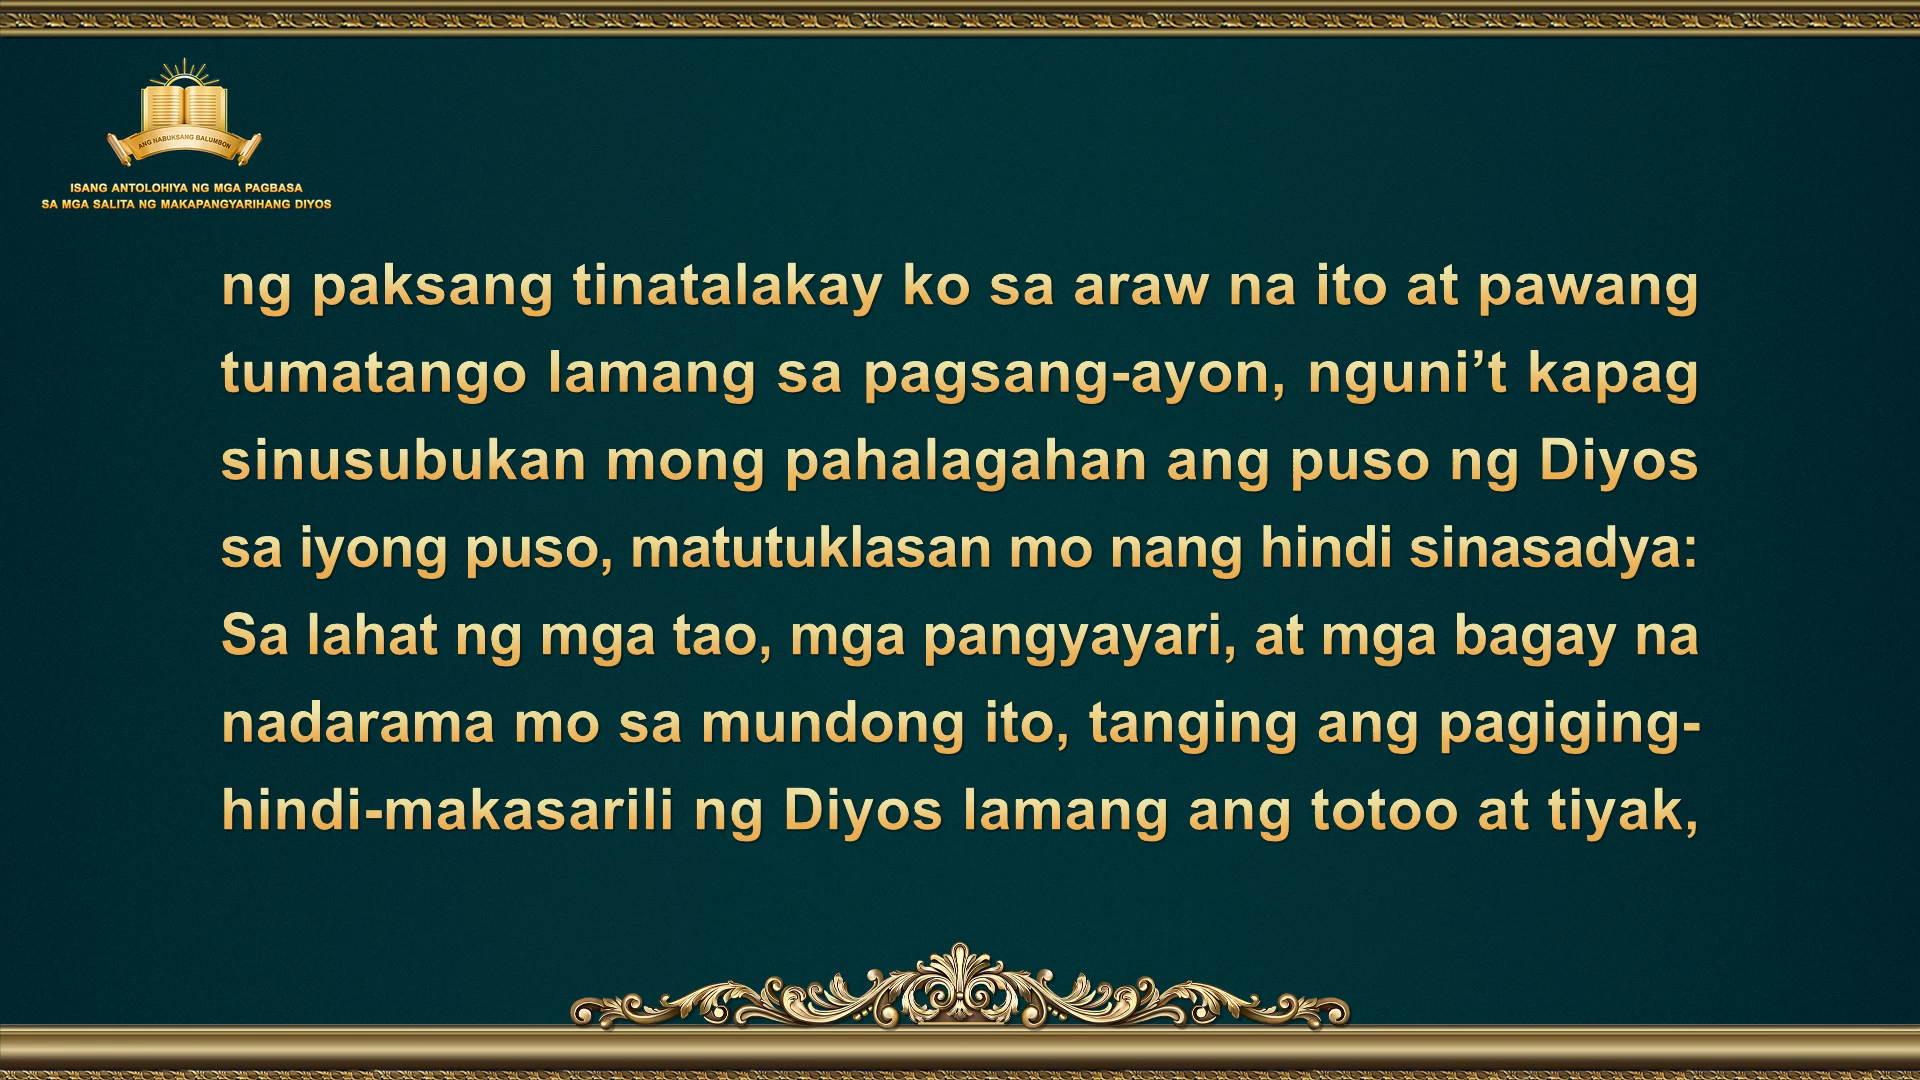 ANG NABUKSANG BALUMBON
ISANG ANTOLOHIYA NG MGA PAGBASA
SA MGA SALITA NG MAKAPANGYARIHANG DIYOS
ng paksang tinatalakay ko sa araw na ito at pawang
tumatango lamang sa pagsang-ayon, nguni’t kapag
sinusubukan mong pahalagahan ang puso ng Diyos
sa iyong puso, matutuklasan mo nang hindi sinasadya:
Sa lahat ng mga tao, mga pangyayari, at mga bagay na
nadarama mo sa mundong ito, tanging ang pagiging-
hindi-makasarili ng Diyos lamang ang totoo at tiyak,